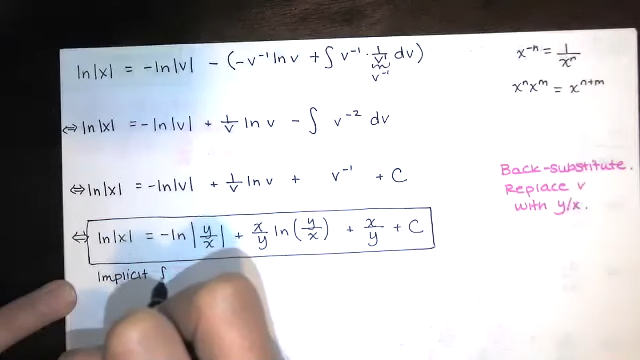 ln|x| = -ln|v| - (-v⁻¹ ln v + ∫ v⁻¹ · 1/v dv)
v⁻¹
⇔ ln|x| = -ln|v| + 1/v ln v - ∫ v⁻² dv
⇔ ln|x| = -ln|v| + 1/v ln v + v⁻¹ + C
⇔ ln|x| = -ln|y/x| + x/y ln(y/x) + x/y + C
Implicit
x⁻ⁿ = 1/xⁿ
xⁿxᵐ = xⁿ⁺ᵐ
Back-substitute.
Replace v
with y/x.